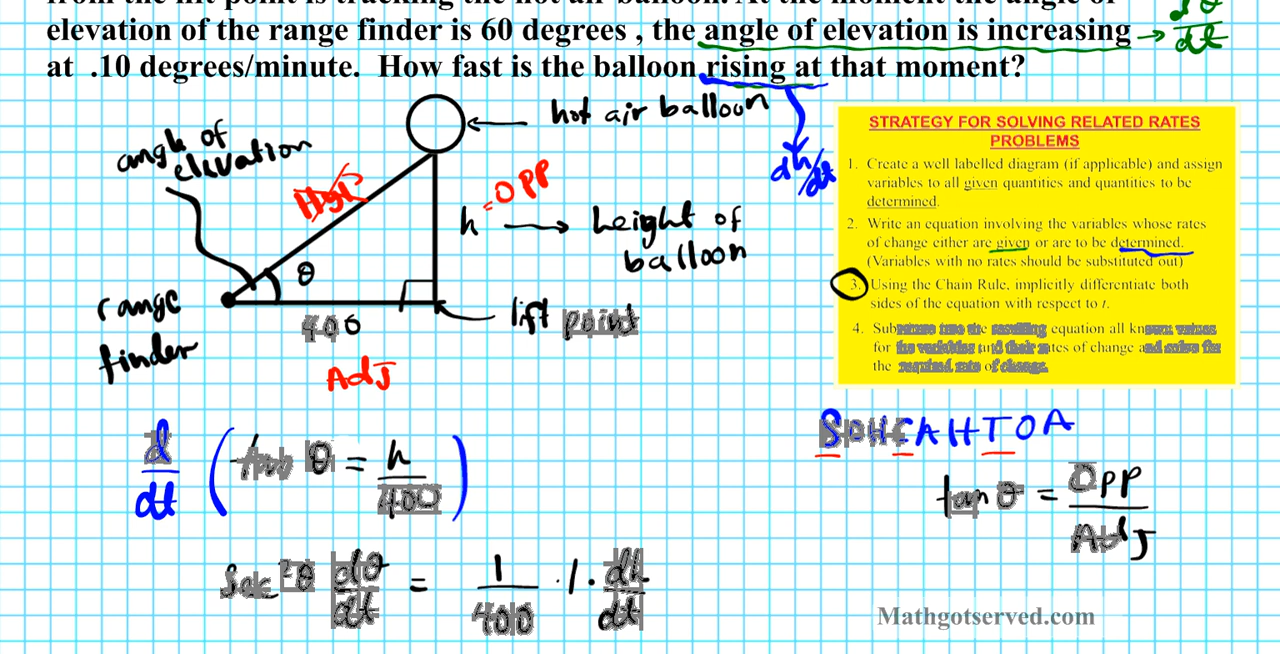 elevation of the range finder is 60 degrees , the angle of elevation is increasing → dθ/dt
at .10 degrees/minute. How fast is the balloon rising at that moment?
hot air balloon
angle of
elevation
Hyp
dh/dt
h = OPP → height of
balloon
θ
range
finder
400
lift point
Adj
STRATEGY FOR SOLVING RELATED RATES
PROBLEMS
1. Create a well labelled diagram (if applicable) and assign
variables to all given quantities and quantities to be
determined.
2. Write an equation involving the variables whose rates
of change either are given or are to be determined.
(Variables with no rates should be substituted out)
3. Using the Chain Rule, implicitly differentiate both
sides of the equation with respect to t.
4. Substitute into the resulting equation all known values
for the variables and their rates of change and solve for
the required rate of change.
d/dt ( tan θ = h/400 )
SOHCAHTOA
tan θ = Opp/Adj
Sec²θ dθ/dt = 1/400 · 1 · dh/dt
Mathgotserved.com